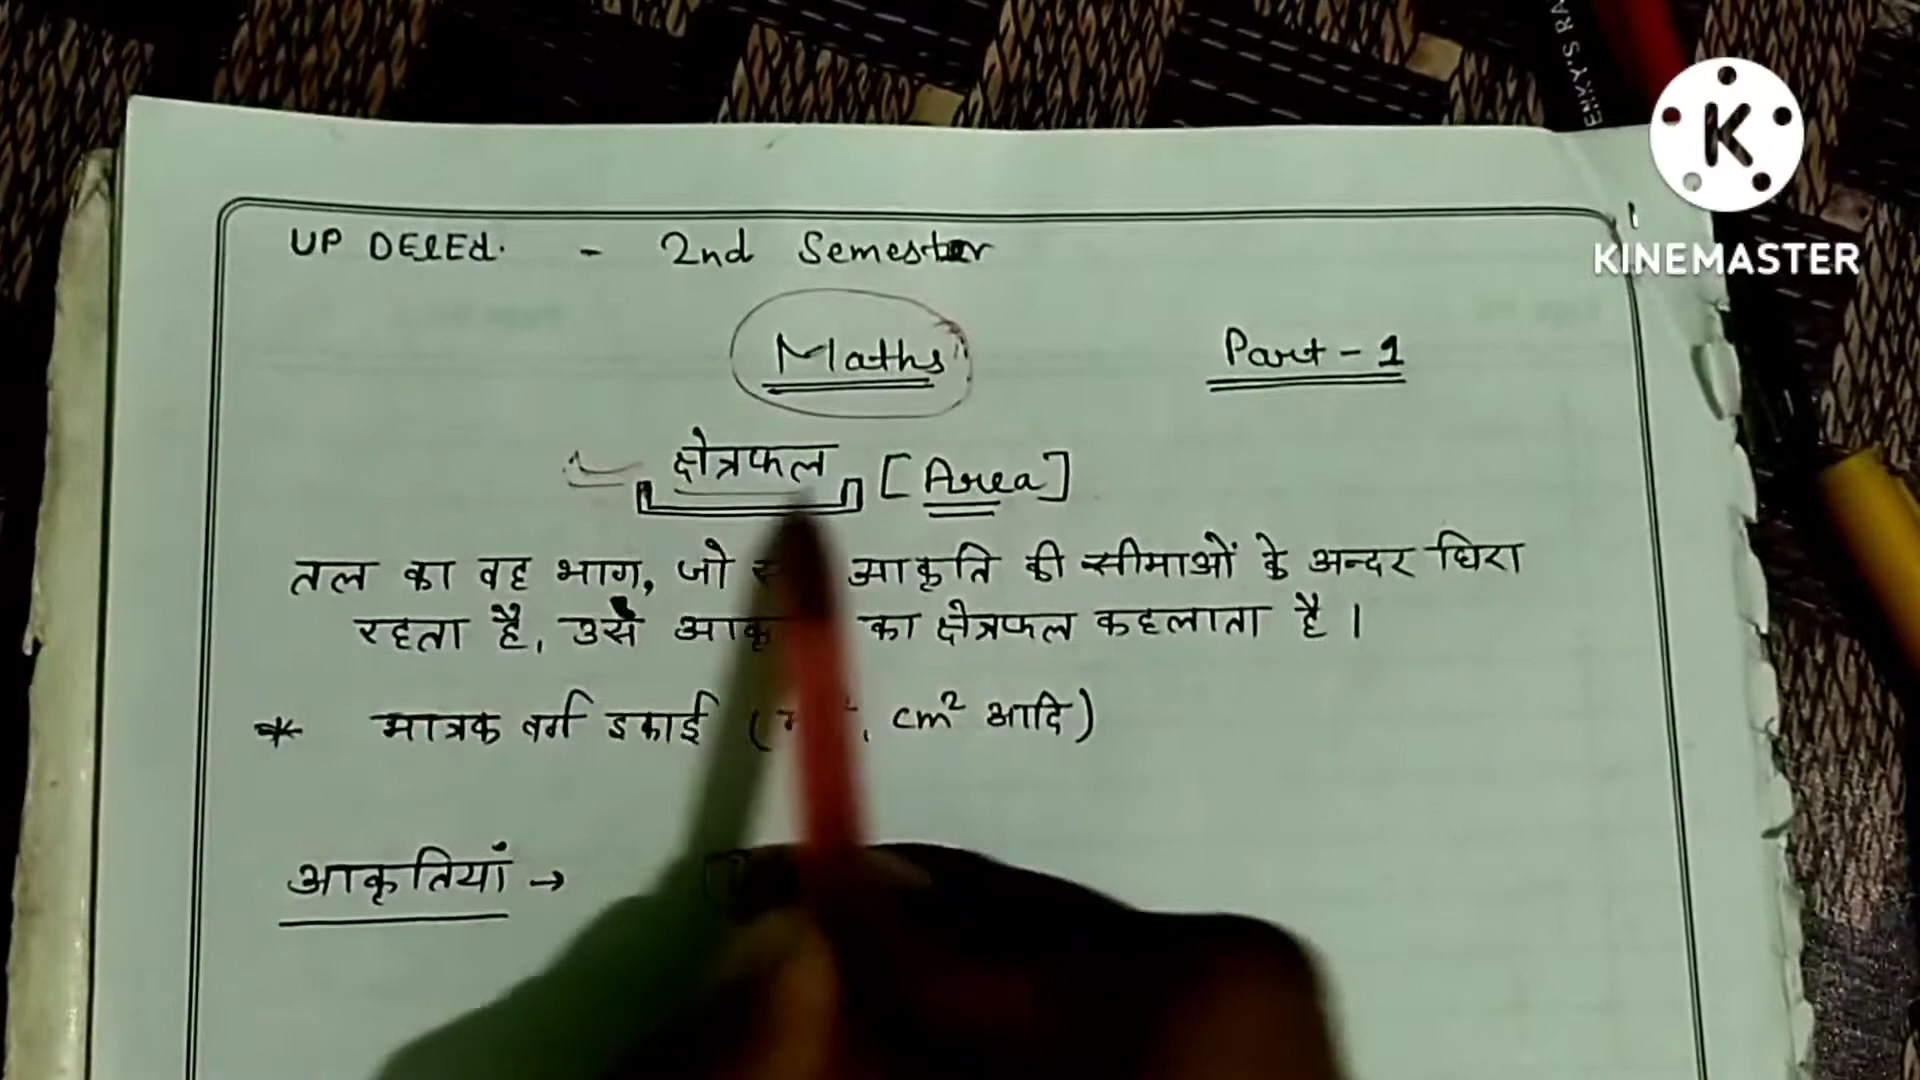 UP DELEd. - 2nd Semester
Maths
Part - 1
क्षेत्रफल [Area]
तल का वह भाग, जो आकृति की सीमाओं के अन्दर घिरा
रहता है, उसे का क्षेत्रफल कहलाता है ।
* मात्रक वर्ग इकाई ( , cm² आदि)
आकृतियाँ →
K
KINEMASTER